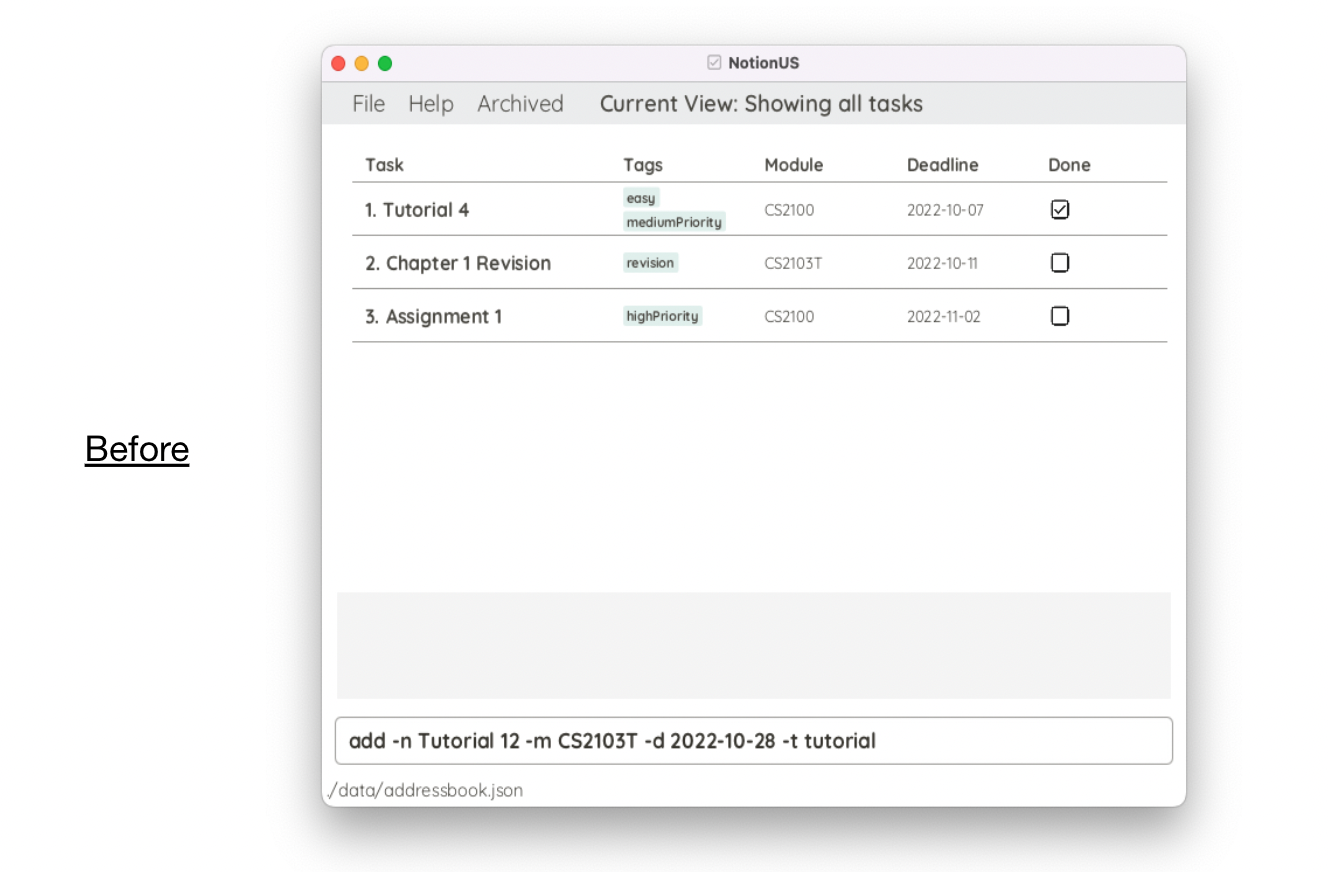 NotionUS
File Help Archived Current View: Showing all tasks
Task Tags Module Deadline Done
1. Tutorial 4 easy mediumPriority CS2100 2022-10-07
2. Chapter 1 Revision revision CS2103T 2022-10-11
3. Assignment 1 highPriority CS2100 2022-11-02
Before
add -n Tutorial 12 -m CS2103T -d 2022-10-28 -t tutorial
./data/addressbook.json